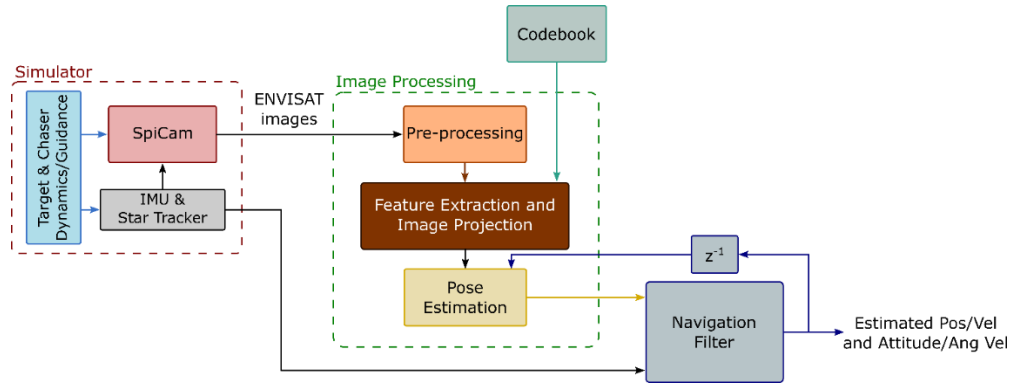 Codebook
Simulator
Image Processing
Target & Chaser
Dynamics/Guidance
SpiCam
ENVISAT
images
Pre-processing
IMU &
Star Tracker
Feature Extraction and
Image Projection
z⁻¹
Pose
Estimation
Navigation
Filter
Estimated Pos/Vel
and Attitude/Ang Vel